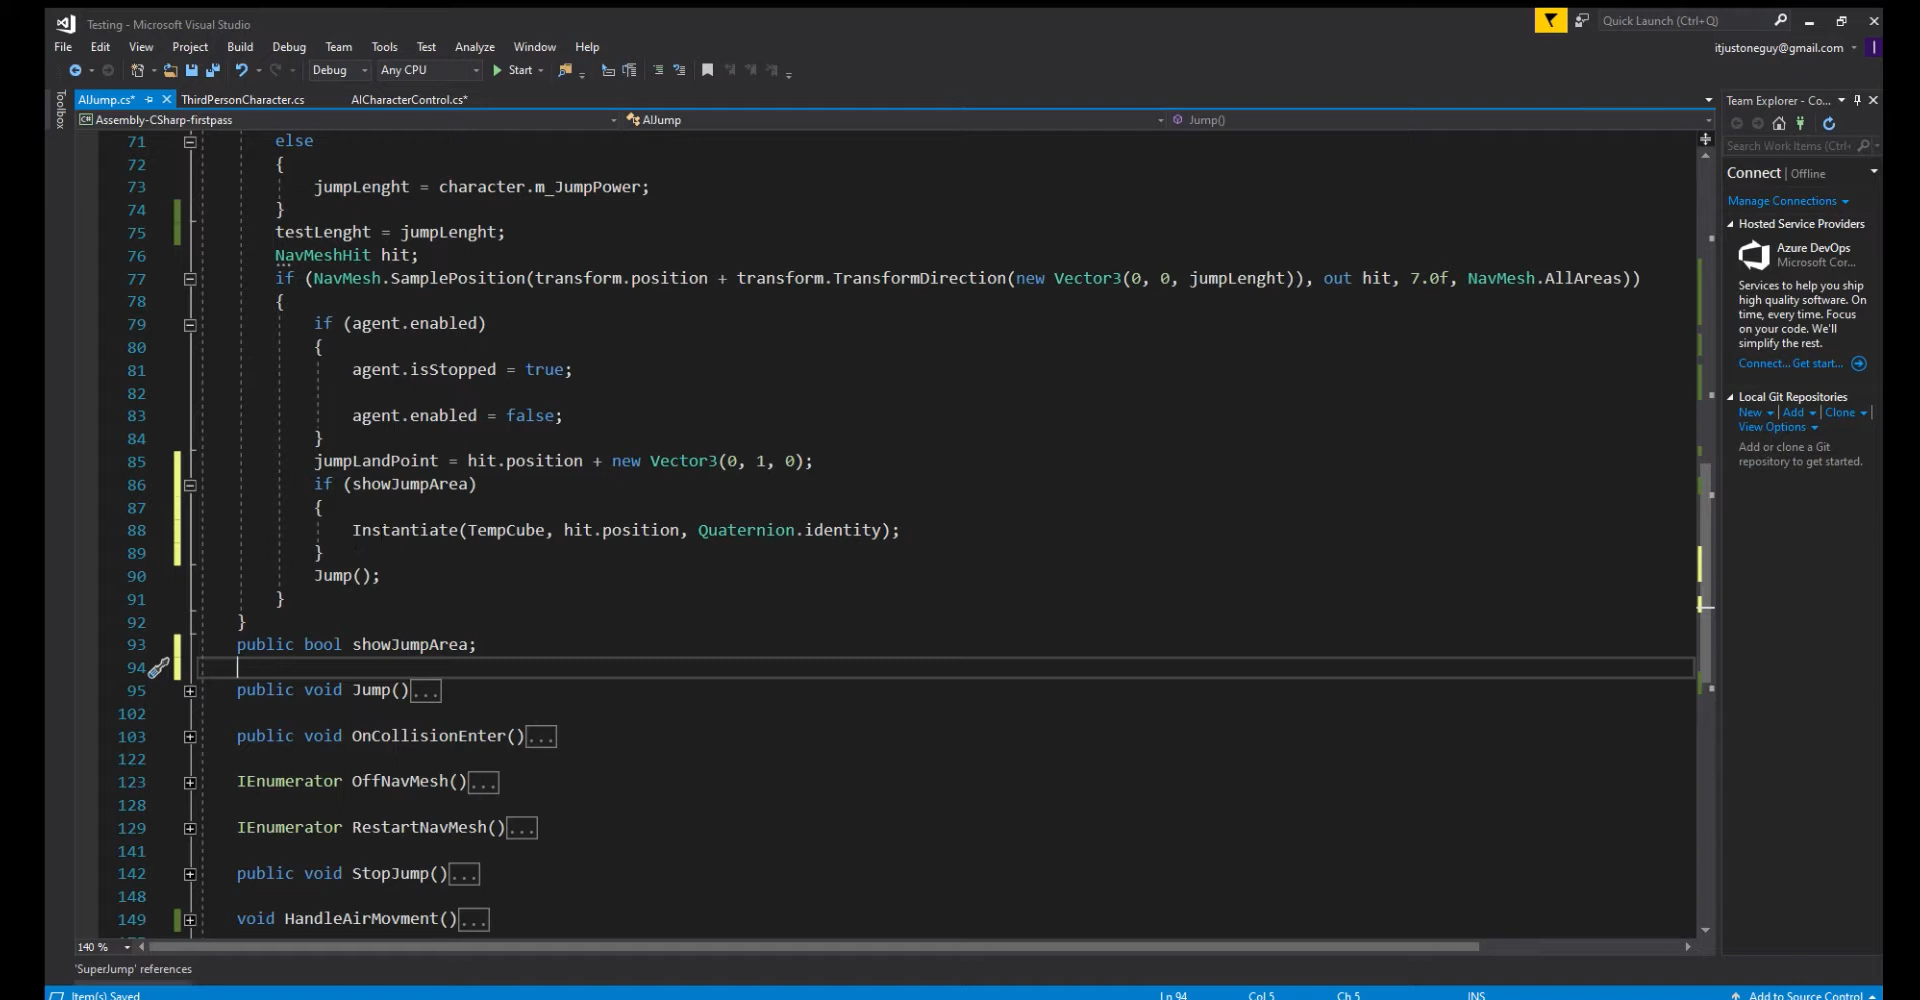 Testing - Microsoft Visual Studio
Quick Launch (Ctrl+Q)
File Edit View Project Build Debug Team Tools Test Analyze Window Help
itjustoneguy@gmail.com
Debug Any CPU Start
Toolbox
AIJump.cs* ThirdPersonCharacter.cs AICharacterControl.cs*
Assembly-CSharp-firstpass AIJump Jump()
71 else
72 {
73 jumpLenght = character.m_JumpPower;
74 }
75 testLenght = jumpLenght;
76 NavMeshHit hit;
77 if (NavMesh.SamplePosition(transform.position + transform.TransformDirection(new Vector3(0, 0, jumpLenght)), out hit, 7.0f, NavMesh.AllAreas))
78 {
79 if (agent.enabled)
80 {
81 agent.isStopped = true;
82
83 agent.enabled = false;
84 }
85 jumpLandPoint = hit.position + new Vector3(0, 1, 0);
86 if (showJumpArea)
87 {
88 Instantiate(TempCube, hit.position, Quaternion.identity);
89 }
90 Jump();
91 }
92 }
93 public bool showJumpArea;
94
95 public void Jump()...
102
103 public void OnCollisionEnter()...
122
123 IEnumerator OffNavMesh()...
128
129 IEnumerator RestartNavMesh()...
141
142 public void StopJump()...
148
149 void HandleAirMovment()...
140 %
'SuperJump' references
Item(s) Saved Ln 94 Col 5 Ch 5 INS Add to Source Control
Team Explorer - Co...
Search Work Items (Ctrl+
Connect | Offline
Manage Connections
Hosted Service Providers
Azure DevOps
Microsoft Cor...
Services to help you ship
high quality software. On
time, every time. Focus
on your code. We'll
simplify the rest.
Connect... Get start...
Local Git Repositories
New | Add | Clone |
View Options
Add or clone a Git
repository to get started.